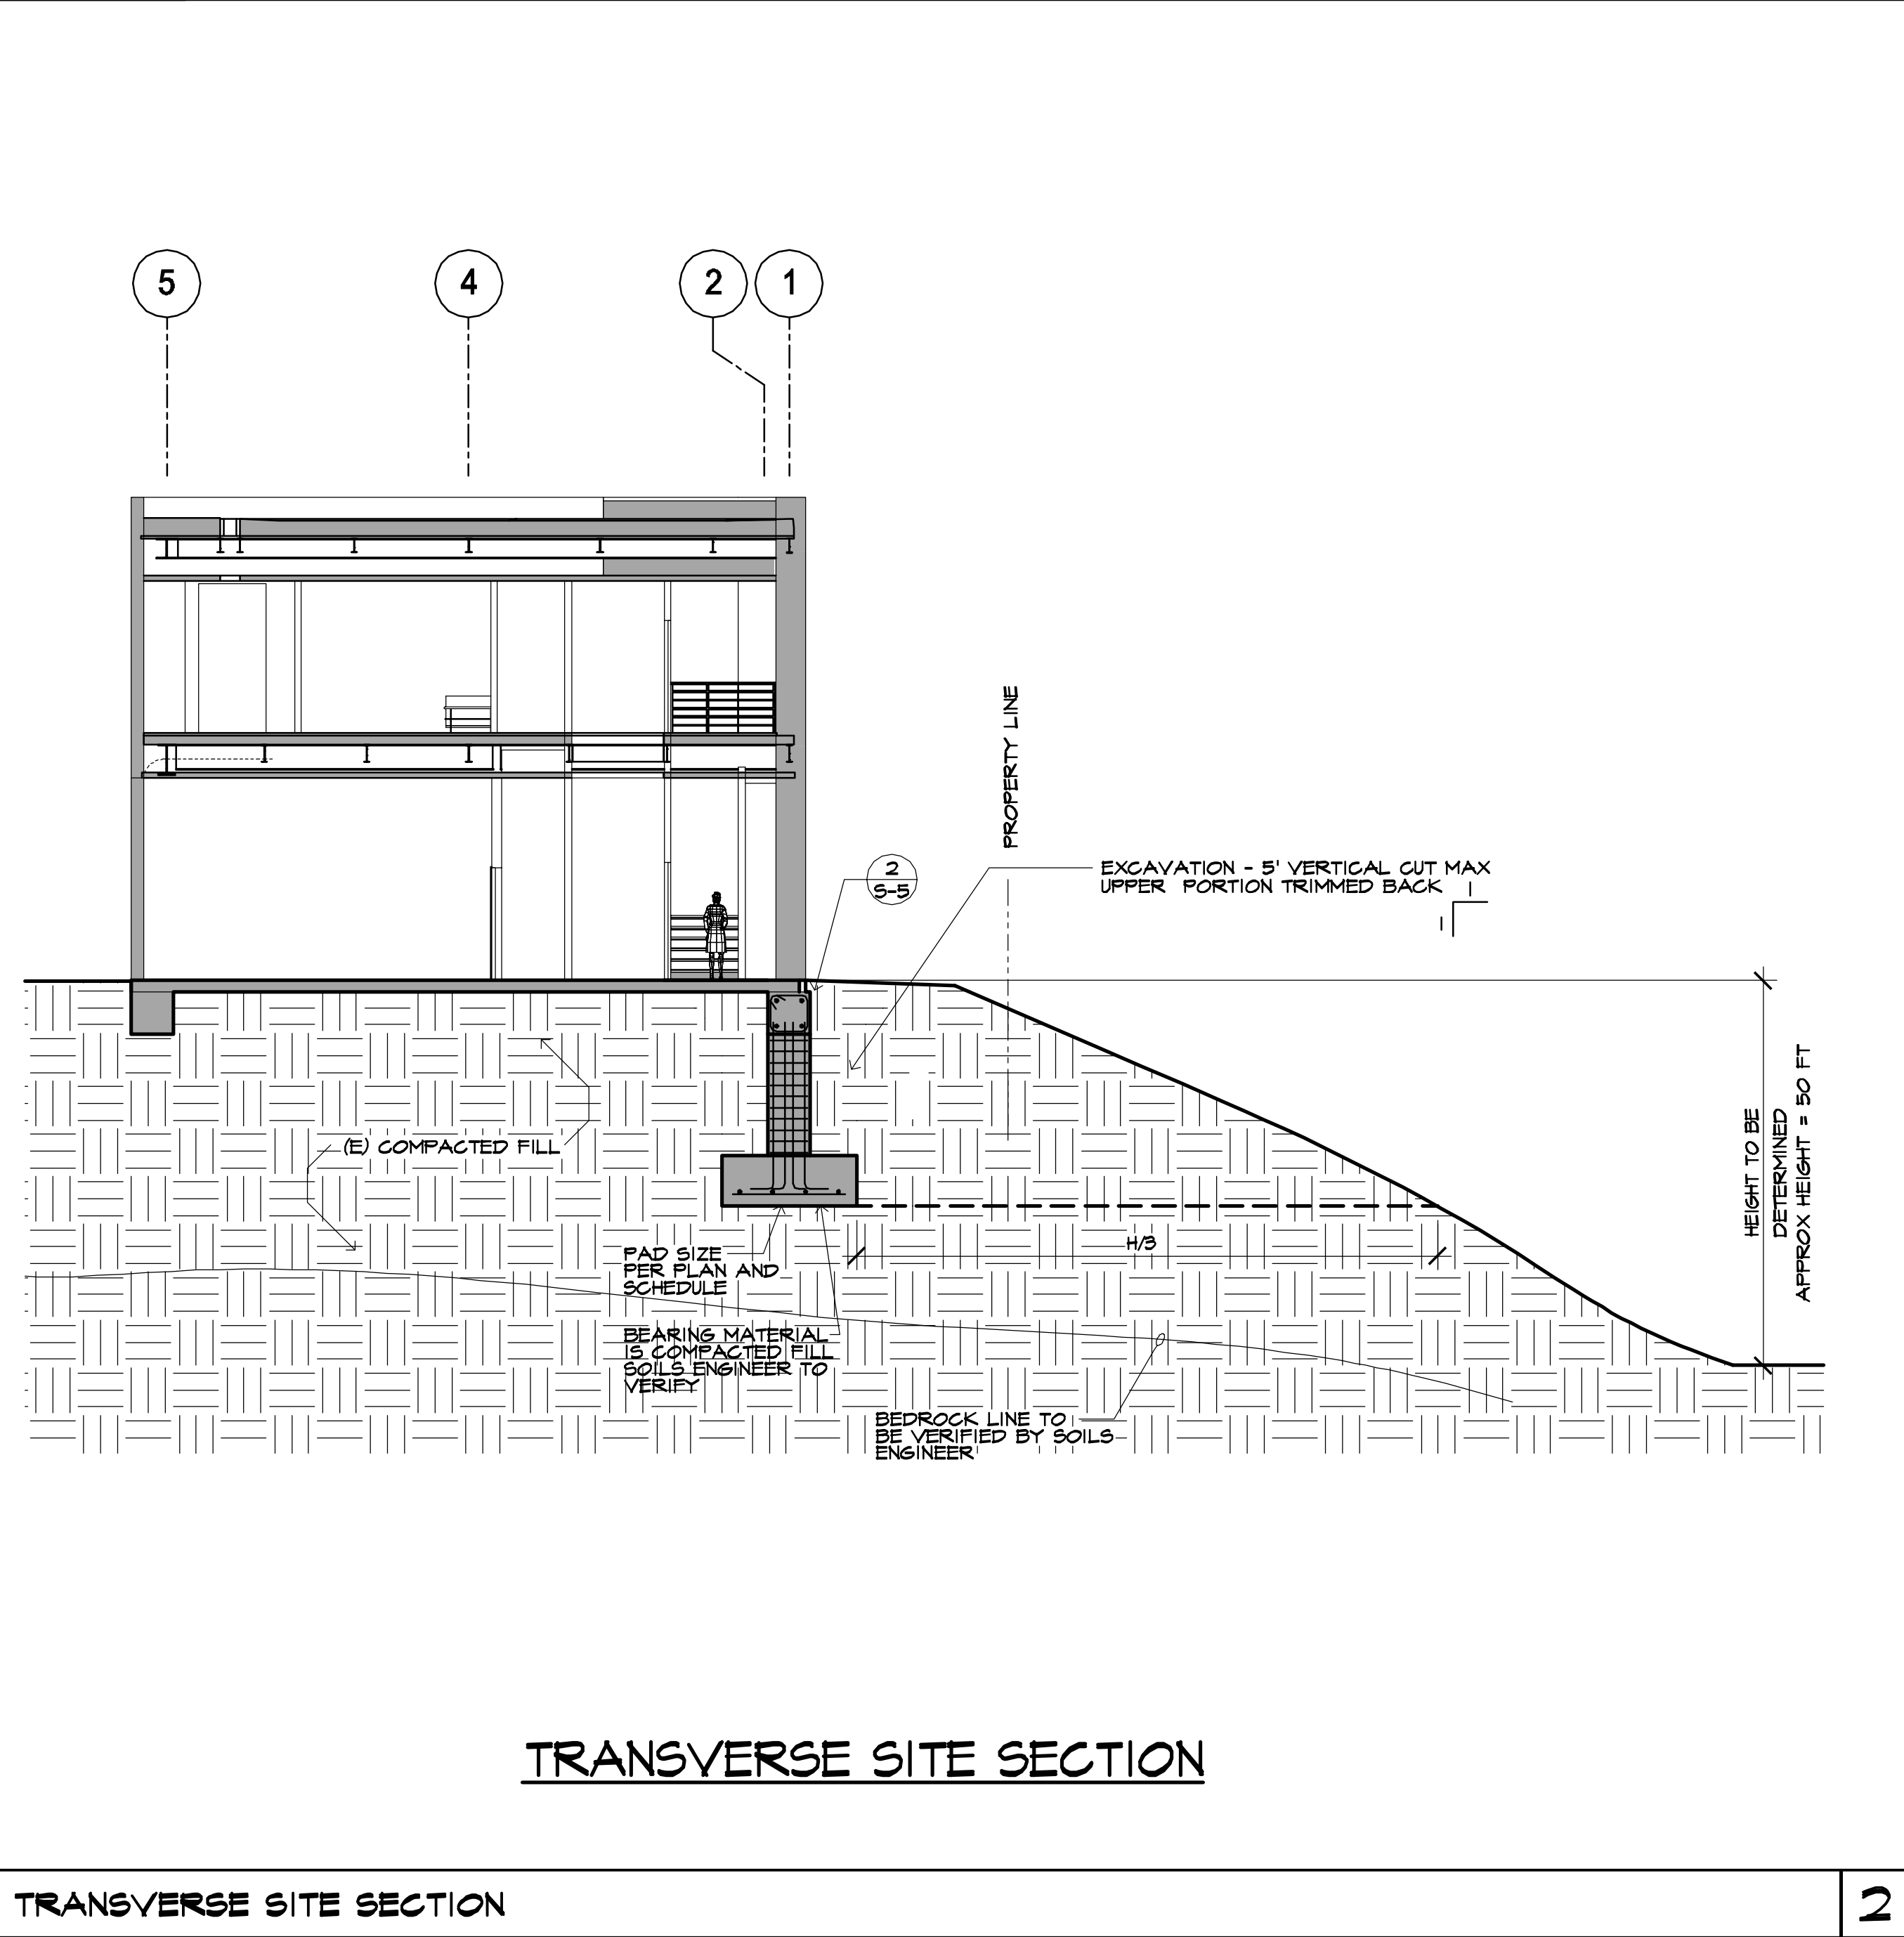 5
4
2
1
PROPERTY LINE
2
S-5
EXCAVATION - 5' VERTICAL CUT MAX
UPPER PORTION TRIMMED BACK
1
1
(E) COMPACTED FILL
HEIGHT TO BE
DETERMINED
APPROX HEIGHT = 50 FT
H/3
PAD SIZE
PER PLAN AND
SCHEDULE
BEARING MATERIAL
IS COMPACTED FILL
SOILS ENGINEER TO
VERIFY
BEDROCK LINE TO
BE VERIFIED BY SOILS
ENGINEER
TRANSVERSE SITE SECTION
TRANSVERSE SITE SECTION
2